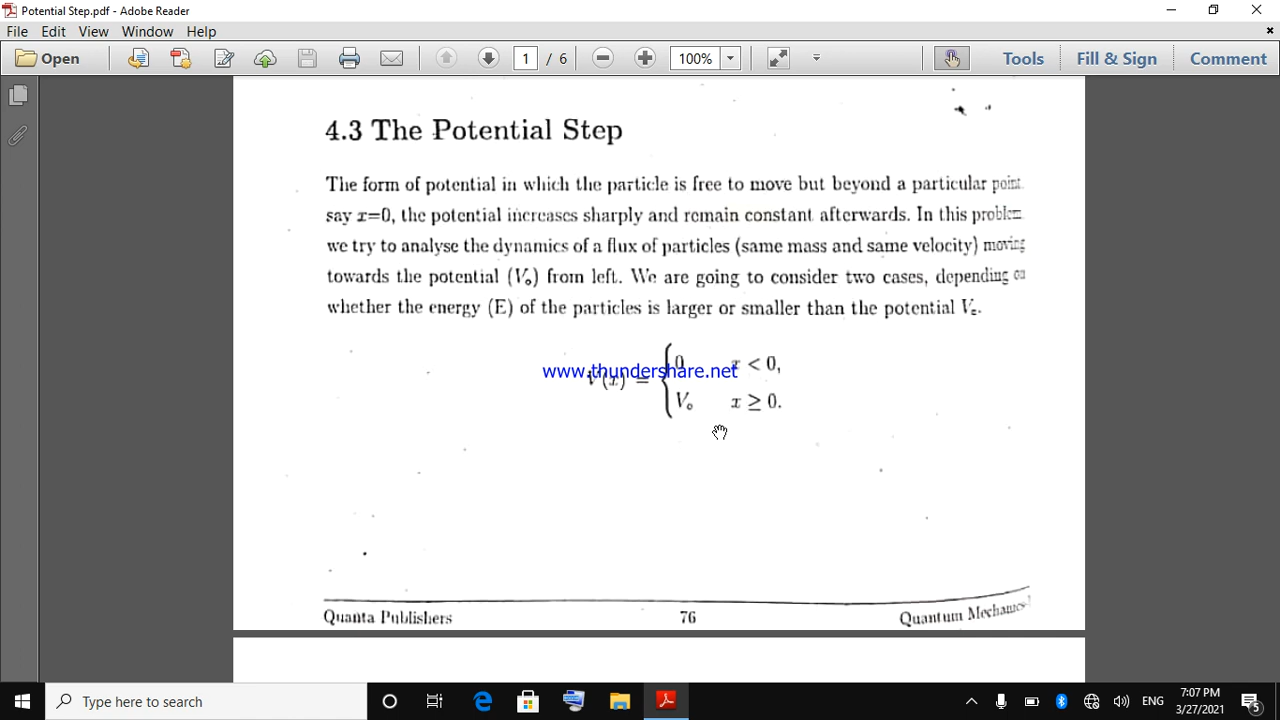 Potential Step.pdf - Adobe Reader
File Edit View Window Help
Open 1 / 6 100% Tools Fill & Sign Comment
4.3 The Potential Step
The form of potential in which the particle is free to move but beyond a particular point
say x=0, the potential increases sharply and remain constant afterwards. In this problem
we try to analyse the dynamics of a flux of particles (same mass and same velocity) moving
towards the potential (V₀) from left. We are going to consider two cases, depending on
whether the energy (E) of the particles is larger or smaller than the potential V₀.
0 x < 0,
www.thundershare.net
V(x) =
V₀ x ≥ 0.
Quanta Publishers 76 Quantum Mechanics-I
Type here to search ENG 7:07 PM
3/27/2021 5